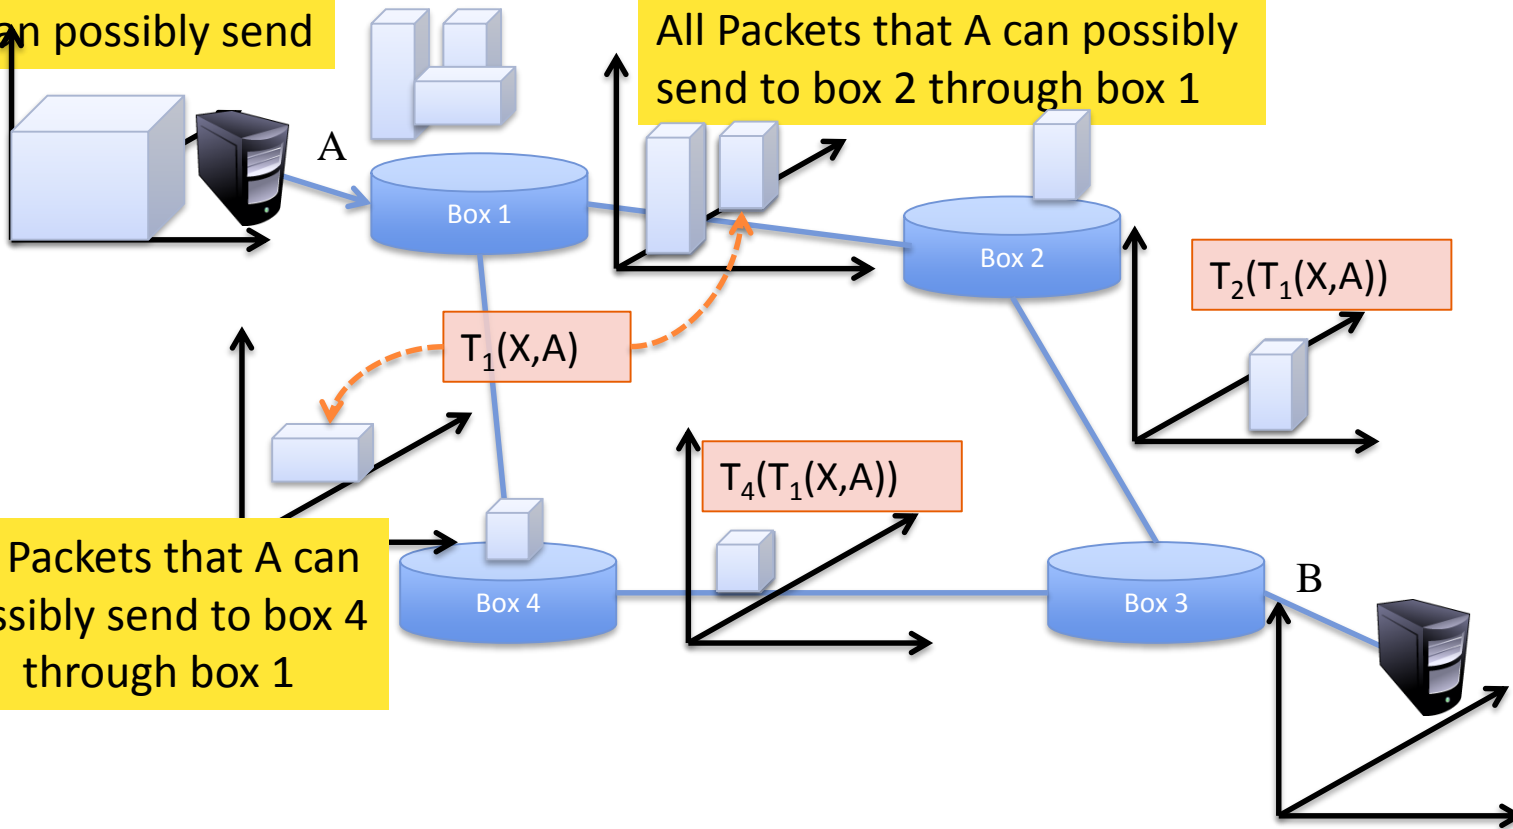 an possibly send
All Packets that A can possibly
send to box 2 through box 1
A
Box 1
Box 2
T₂(T₁(X,A))
T₁(X,A)
T₄(T₁(X,A))
Packets that A can
ssibly send to box 4
through box 1
Box 4
Box 3
B